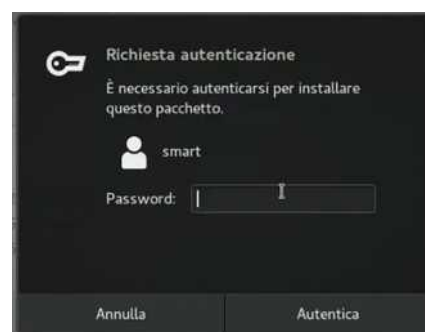 Richiesta autenticazione
È necessario autenticarsi per installare
questo pacchetto.
smart
Password:
Annulla
Autentica